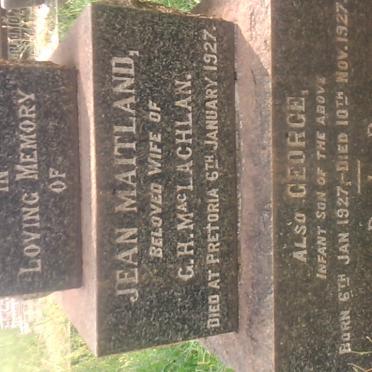 IN
LOVING MEMORY
OF
JEAN MAITLAND,
BELOVED WIFE OF
G. H. MACLACHLAN.
DIED AT PRETORIA 6TH JANUARY 1927.
ALSO GEORGE,
INFANT SON OF THE ABOVE
BORN 6TH JAN 1927,—DIED 10TH NOV. 1927.